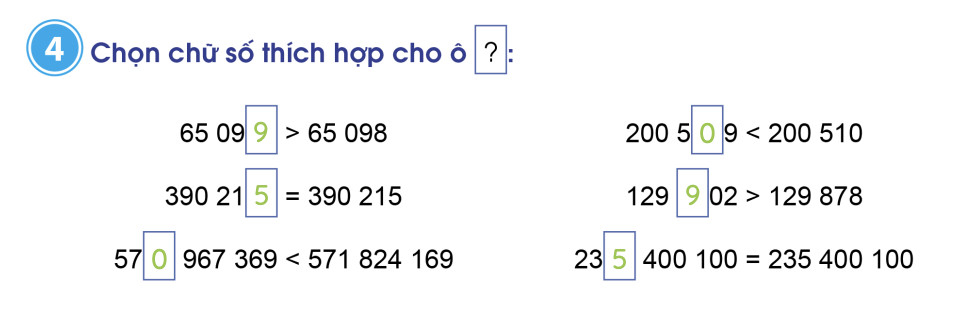 4 Chọn chữ số thích hợp cho ô ? :
65 099 > 65 098
200 509 < 200 510
390 215 = 390 215
129 902 > 129 878
570 967 369 < 571 824 169
235 400 100 = 235 400 100